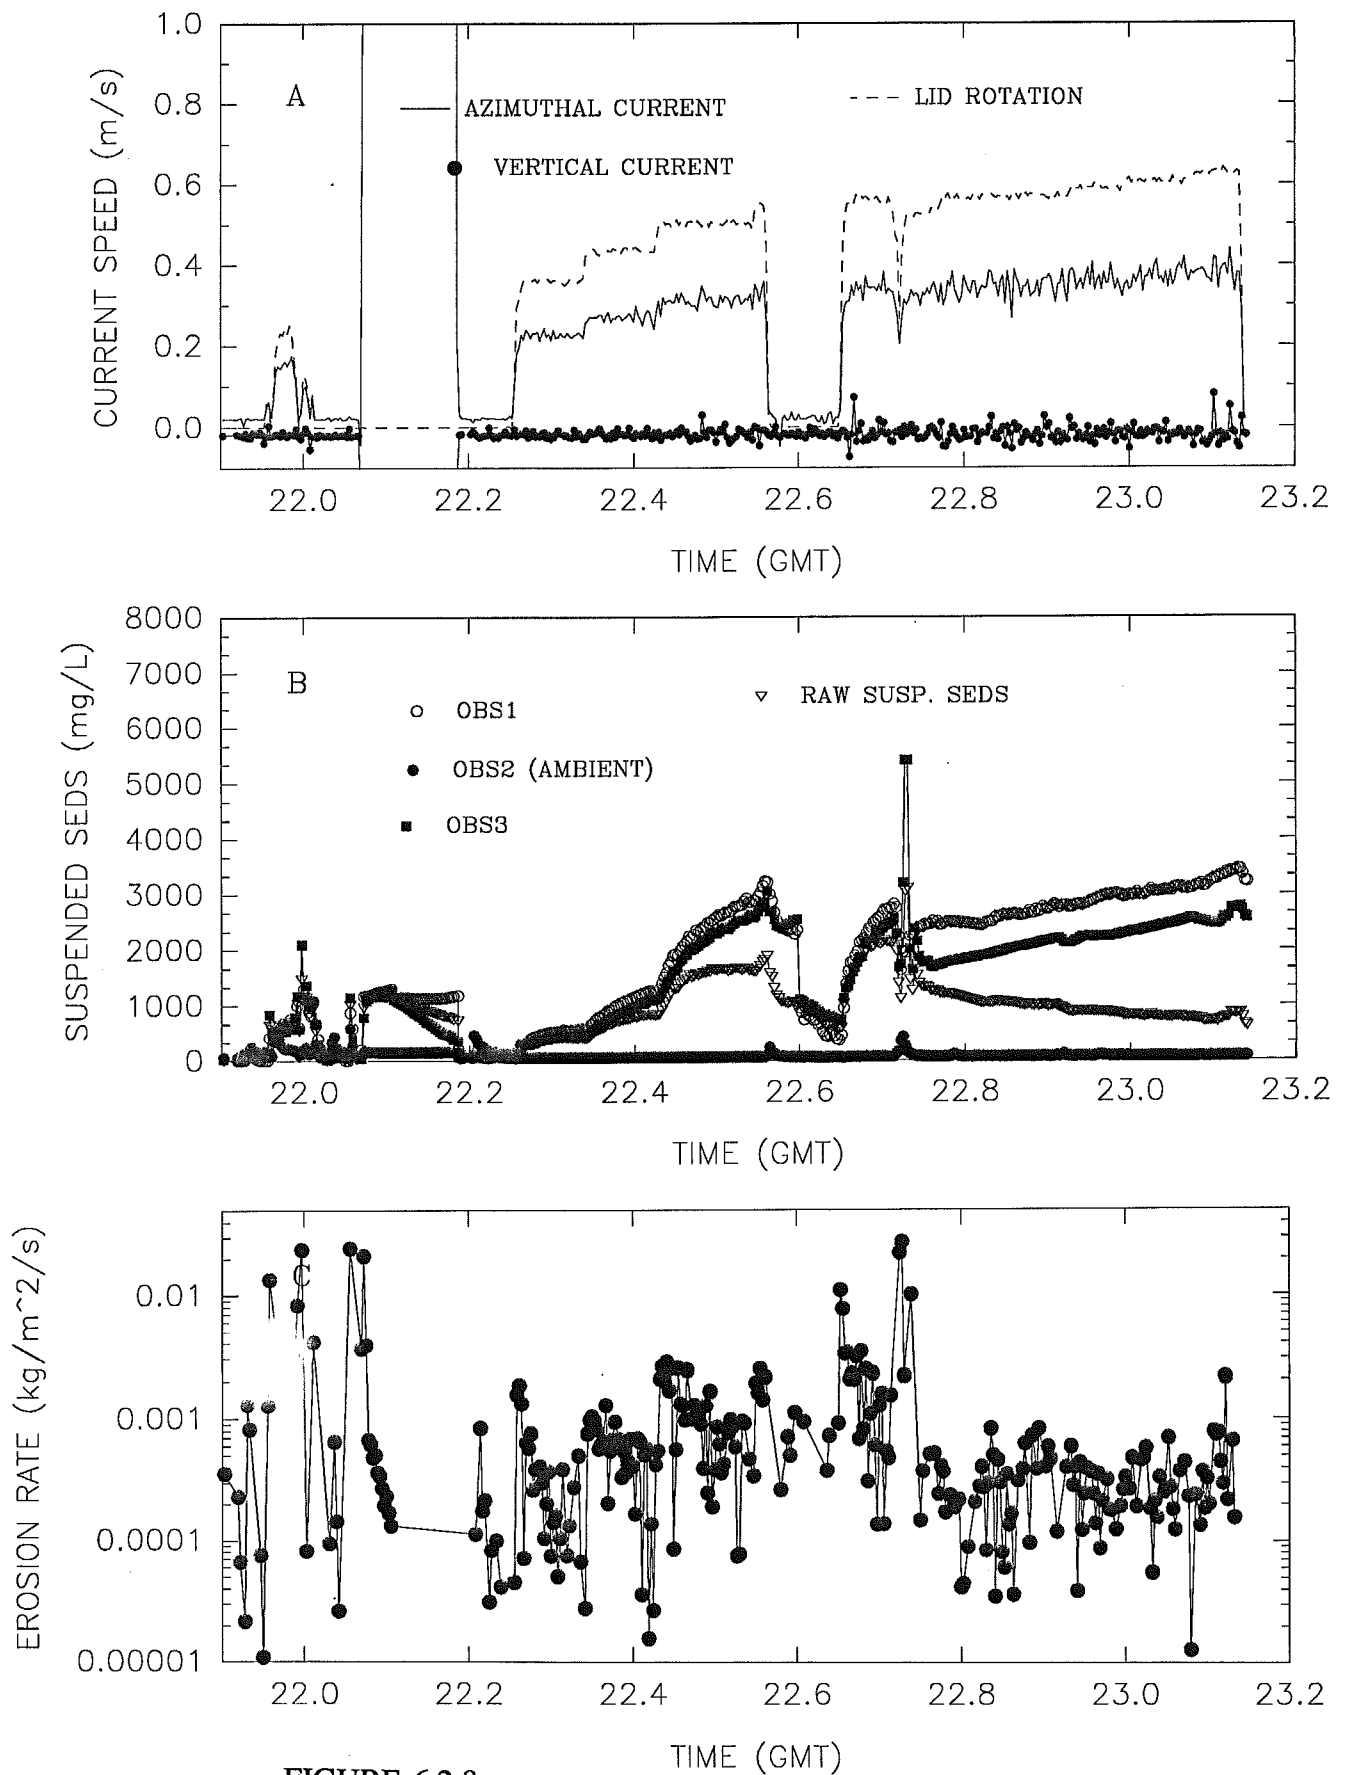 1.0
0.8
0.6
0.4
0.2
0.0
CURRENT SPEED (m/s)
A
AZIMUTHAL CURRENT
LID ROTATION
VERTICAL CURRENT
22.0 22.2 22.4 22.6 22.8 23.0 23.2
TIME (GMT)
8000
7000
6000
5000
4000
3000
2000
1000
0
SUSPENDED SEDS (mg/L)
B
OBS1
RAW SUSP. SEDS
OBS2 (AMBIENT)
OBS3
22.0 22.2 22.4 22.6 22.8 23.0 23.2
TIME (GMT)
0.01
0.001
0.0001
0.00001
EROSION RATE (kg/m^2/s)
C
22.0 22.2 22.4 22.6 22.8 23.0 23.2
TIME (GMT)
FIGURE